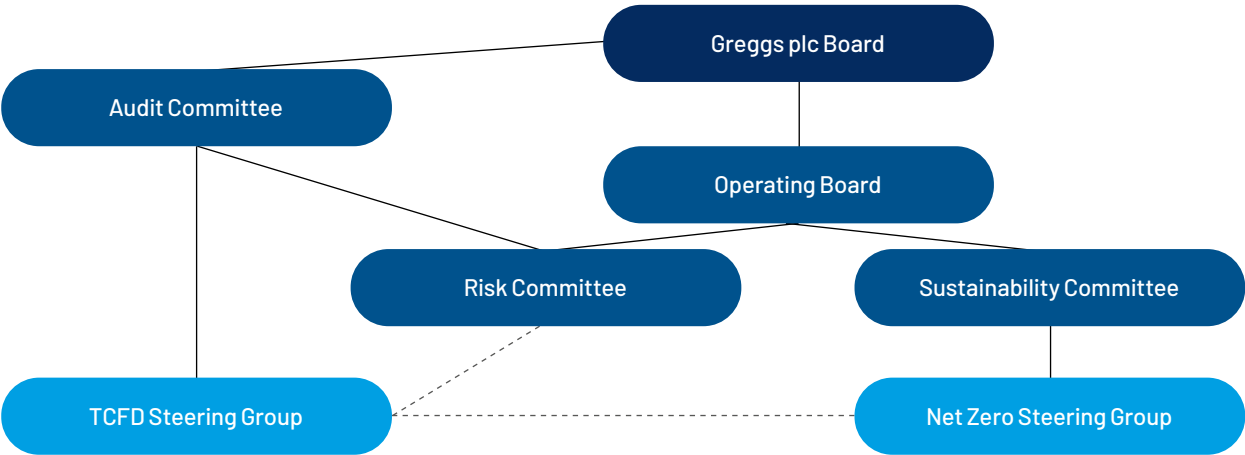 Greggs plc Board
Audit Committee
Operating Board
Risk Committee
Sustainability Committee
TCFD Steering Group
Net Zero Steering Group